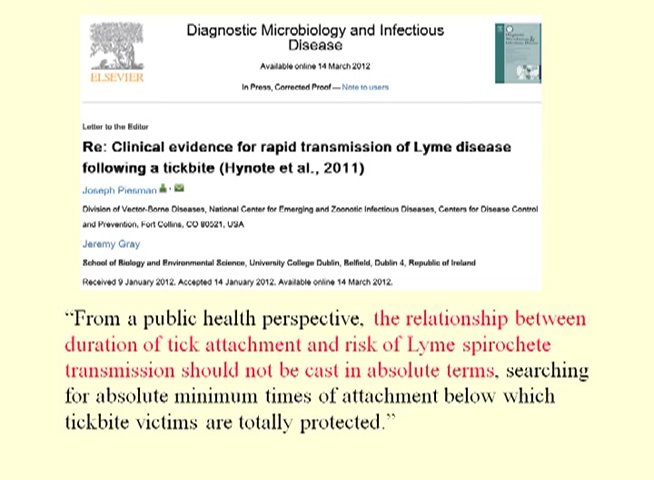 Diagnostic Microbiology and Infectious
Disease
Available online 14 March 2012
In Press, Corrected Proof — Note to users
ELSEVIER
Letter to the Editor
Re: Clinical evidence for rapid transmission of Lyme disease
following a tickbite (Hynote et al., 2011)
Joseph Piesman
Division of Vector-Borne Diseases, National Center for Emerging and Zoonotic Infectious Diseases, Centers for Disease Control
and Prevention, Fort Collins, CO 80521, USA
Jeremy Gray
School of Biology and Environmental Science, University College Dublin, Belfield, Dublin 4, Republic of Ireland
Received 9 January 2012. Accepted 14 January 2012. Available online 14 March 2012.
“From a public health perspective, the relationship between
duration of tick attachment and risk of Lyme spirochete
transmission should not be cast in absolute terms, searching
for absolute minimum times of attachment below which
tickbite victims are totally protected.”